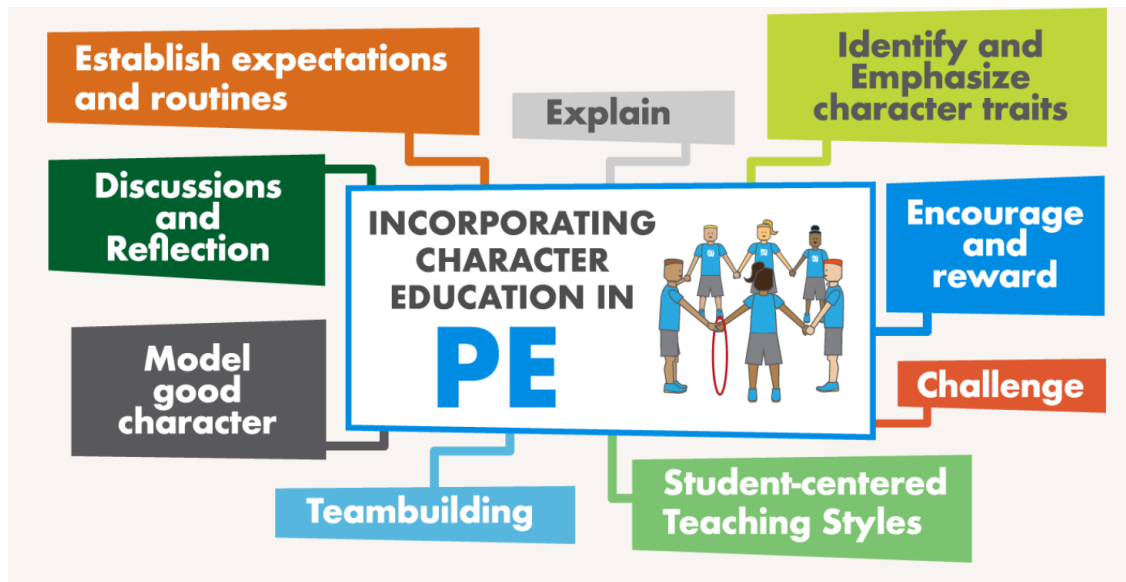 Establish expectations
and routines
Explain
Identify and
Emphasize
character traits
Discussions
and
Reflection
INCORPORATING
CHARACTER
EDUCATION IN
PE
Encourage
and
reward
Model
good
character
Challenge
Teambuilding
Student-centered
Teaching Styles